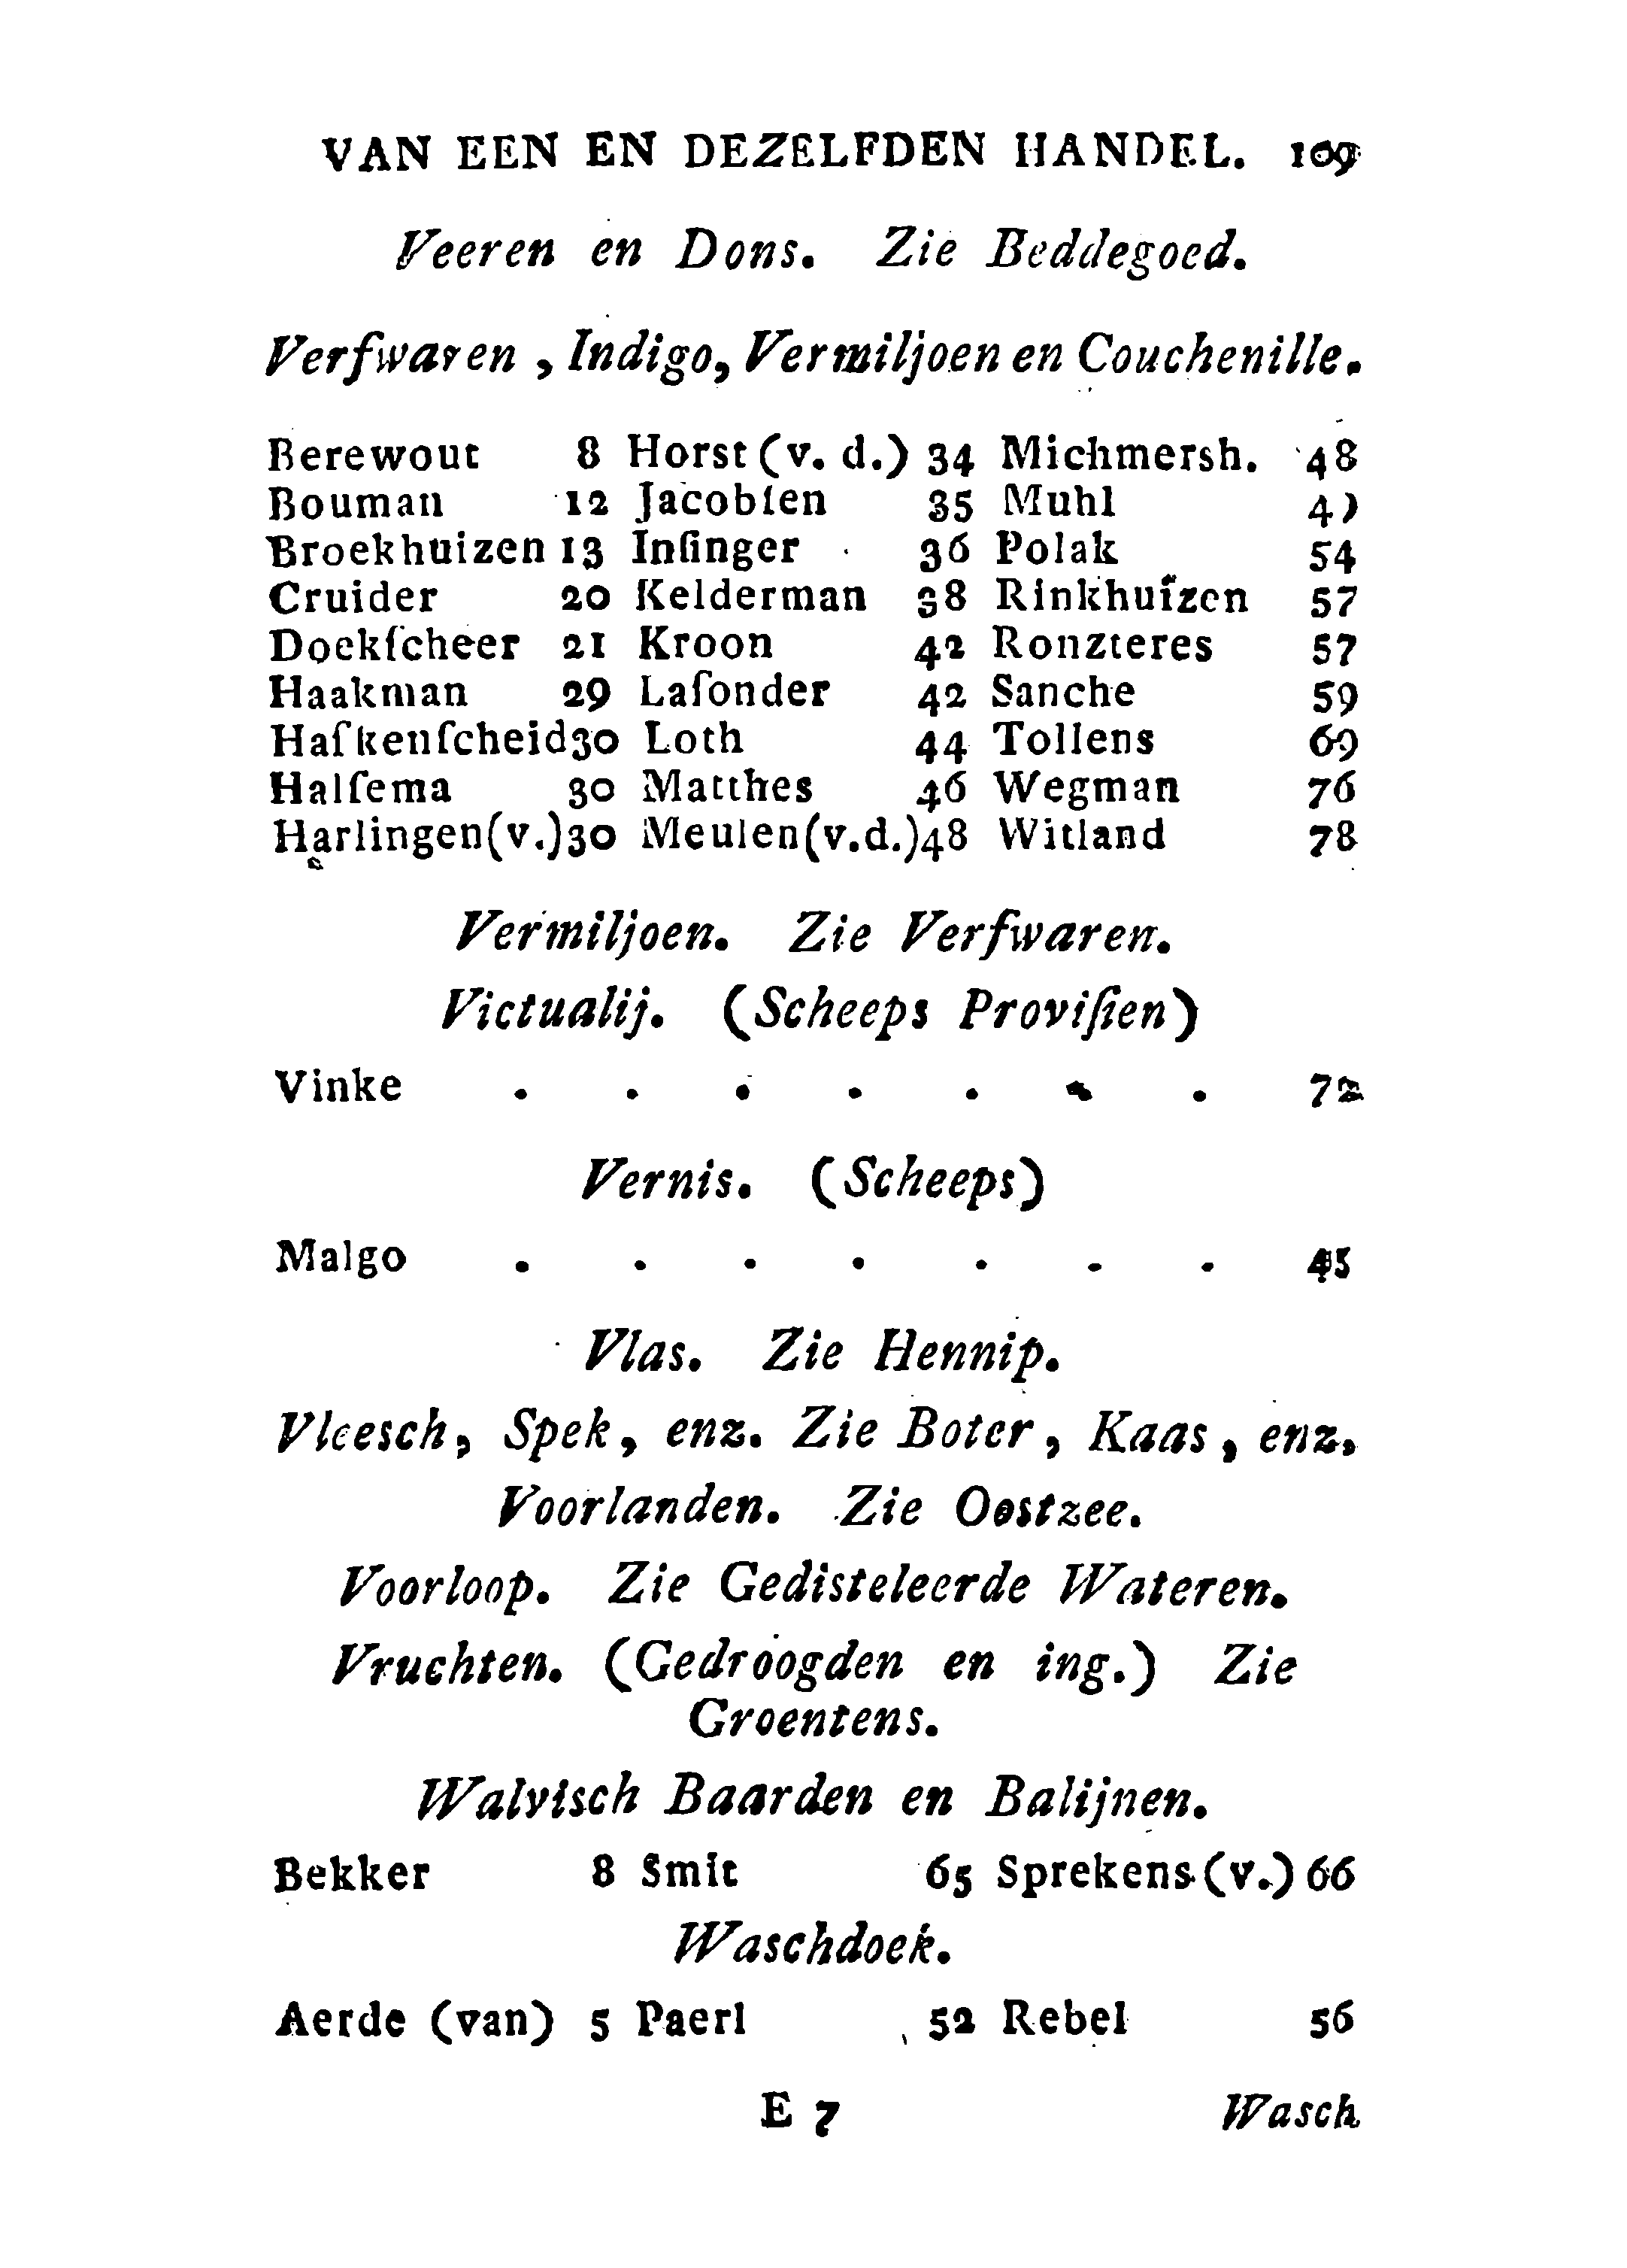 VAN EEN EN DEZELFDEN HANDEL. 109
Veeren en Dons. Zie Beddegoed.
Verfwaren, Indigo, Vermiljoen en Couchenille.
Berewout 8 Horst (v. d.) 34 Michmersh. 48
Bouman 12 Jacobſen 35 Muhl
Broekhuizen 13 Inſinger 36 Polak 54
Cruider 20 Kelderman 38 Rinkhuizen 57
Doekſcheer 21 Kroon 42 Ronzteres 57
Haakman 29 Laſonder 42 Sanche 59
Haſkenſcheid 30 Loth 44 Tollens 69
Halſema 30 Matthes 46 Wegman 76
Harlingen (v.) 30 Meulen (v.d.) 48 Witland 78
Vermiljoen. Zie Verfwaren.
Victualij. (Scheeps Proviſien)
Vinke . . . . . . . 72
Vernis. (Scheeps)
Malgo . . . . . . . 45
Vlas. Zie Hennip.
Vleesch, Spek, enz. Zie Boter, Kaas, enz.
Voorlanden. Zie Oostzee.
Voorloop. Zie Gedisteleerde Wateren.
Vruchten. (Gedroogden en ing.) Zie
Groentens.
Walvisch Baarden en Balijnen.
Bekker 8 Smit 65 Sprekens (v.) 66
Waschdoek.
Aerde (van) 5 Paerl 52 Rebel 56
E 7 Wasch